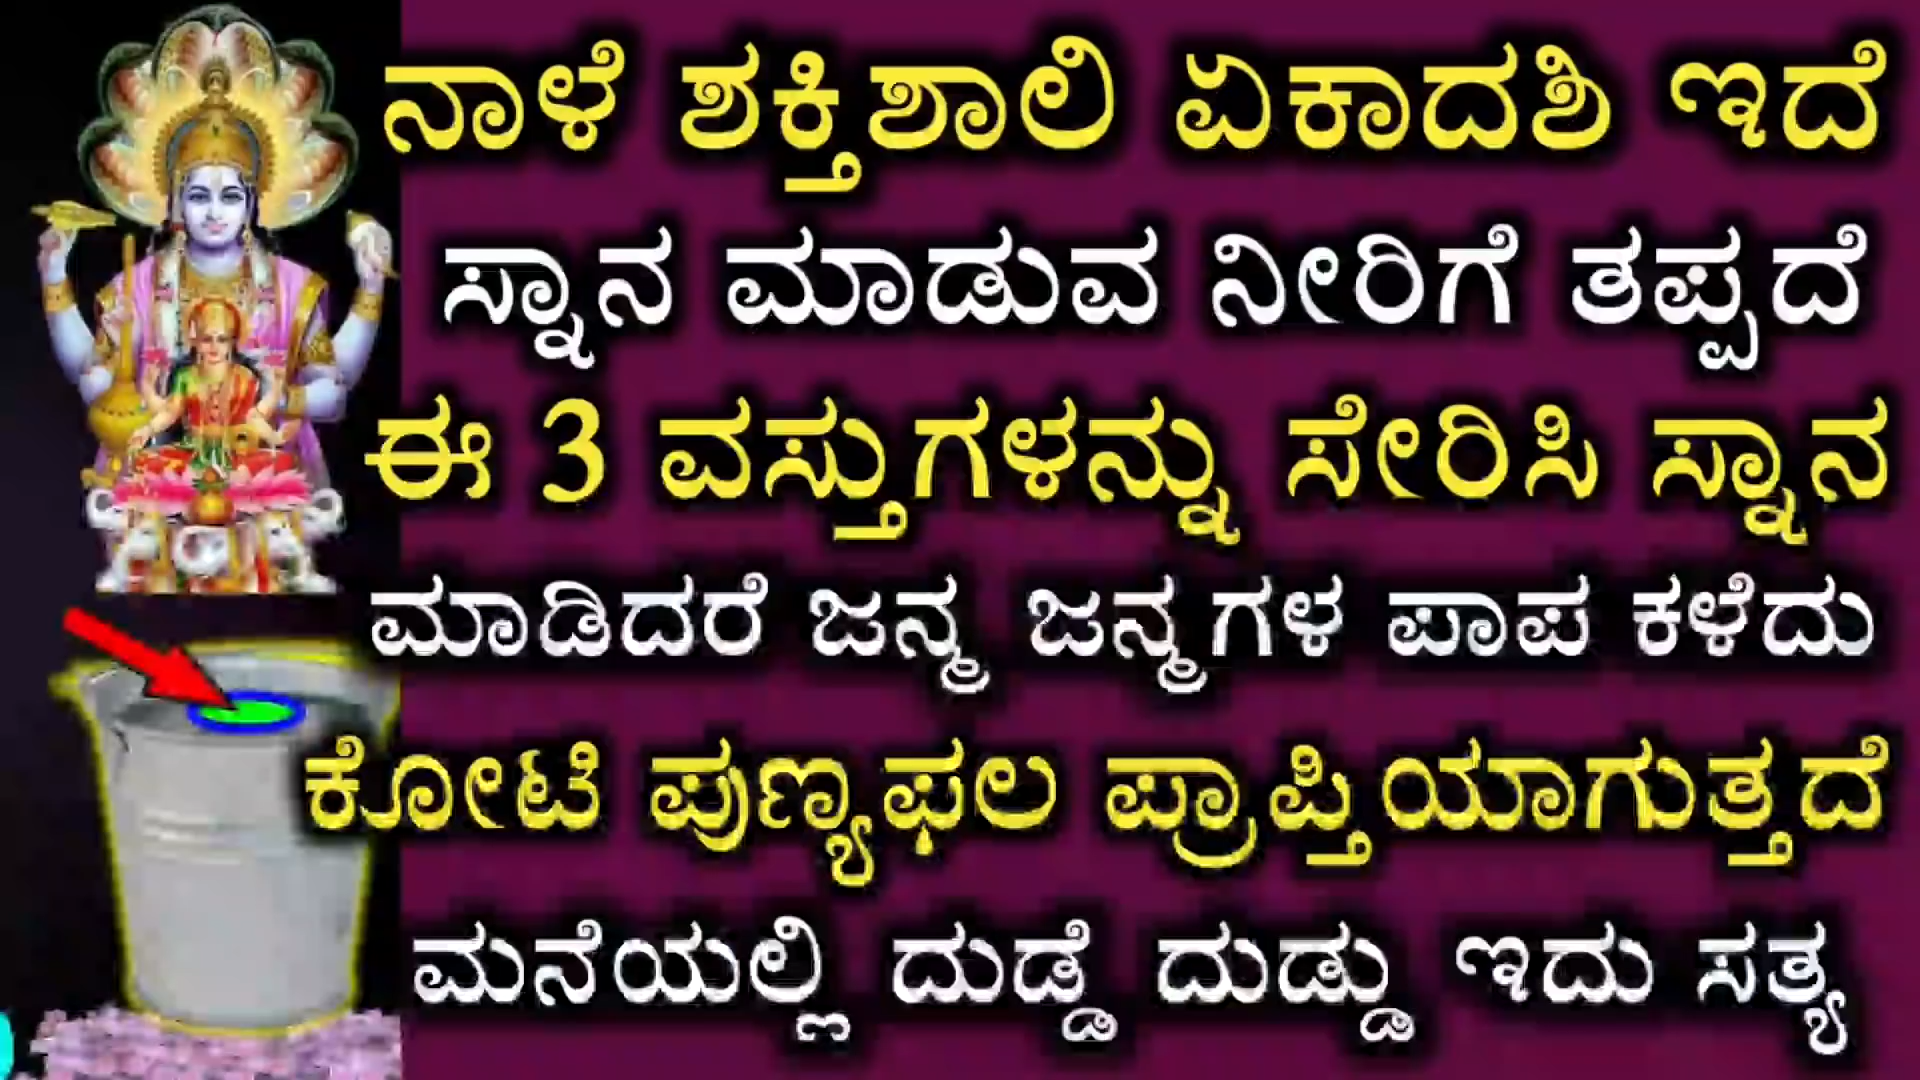 ನಾಳೆ ಶಕ್ತಿಶಾಲಿ ಏಕಾದಶಿ ಇದೆ
ಸ್ನಾನ ಮಾಡುವ ನೀರಿಗೆ ತಪ್ಪದೆ
ಈ 3 ವಸ್ತುಗಳನ್ನು ಸೇರಿಸಿ ಸ್ನಾನ
ಮಾಡಿದರೆ ಜನ್ಮ ಜನ್ಮಗಳ ಪಾಪ ಕಳೆದು
ಕೋಟಿ ಪುಣ್ಯಫಲ ಪ್ರಾಪ್ತಿಯಾಗುತ್ತದೆ
ಮನೆಯಲ್ಲಿ ದುಡ್ಡೆ ದುಡ್ಡು ಇದು ಸತ್ಯ